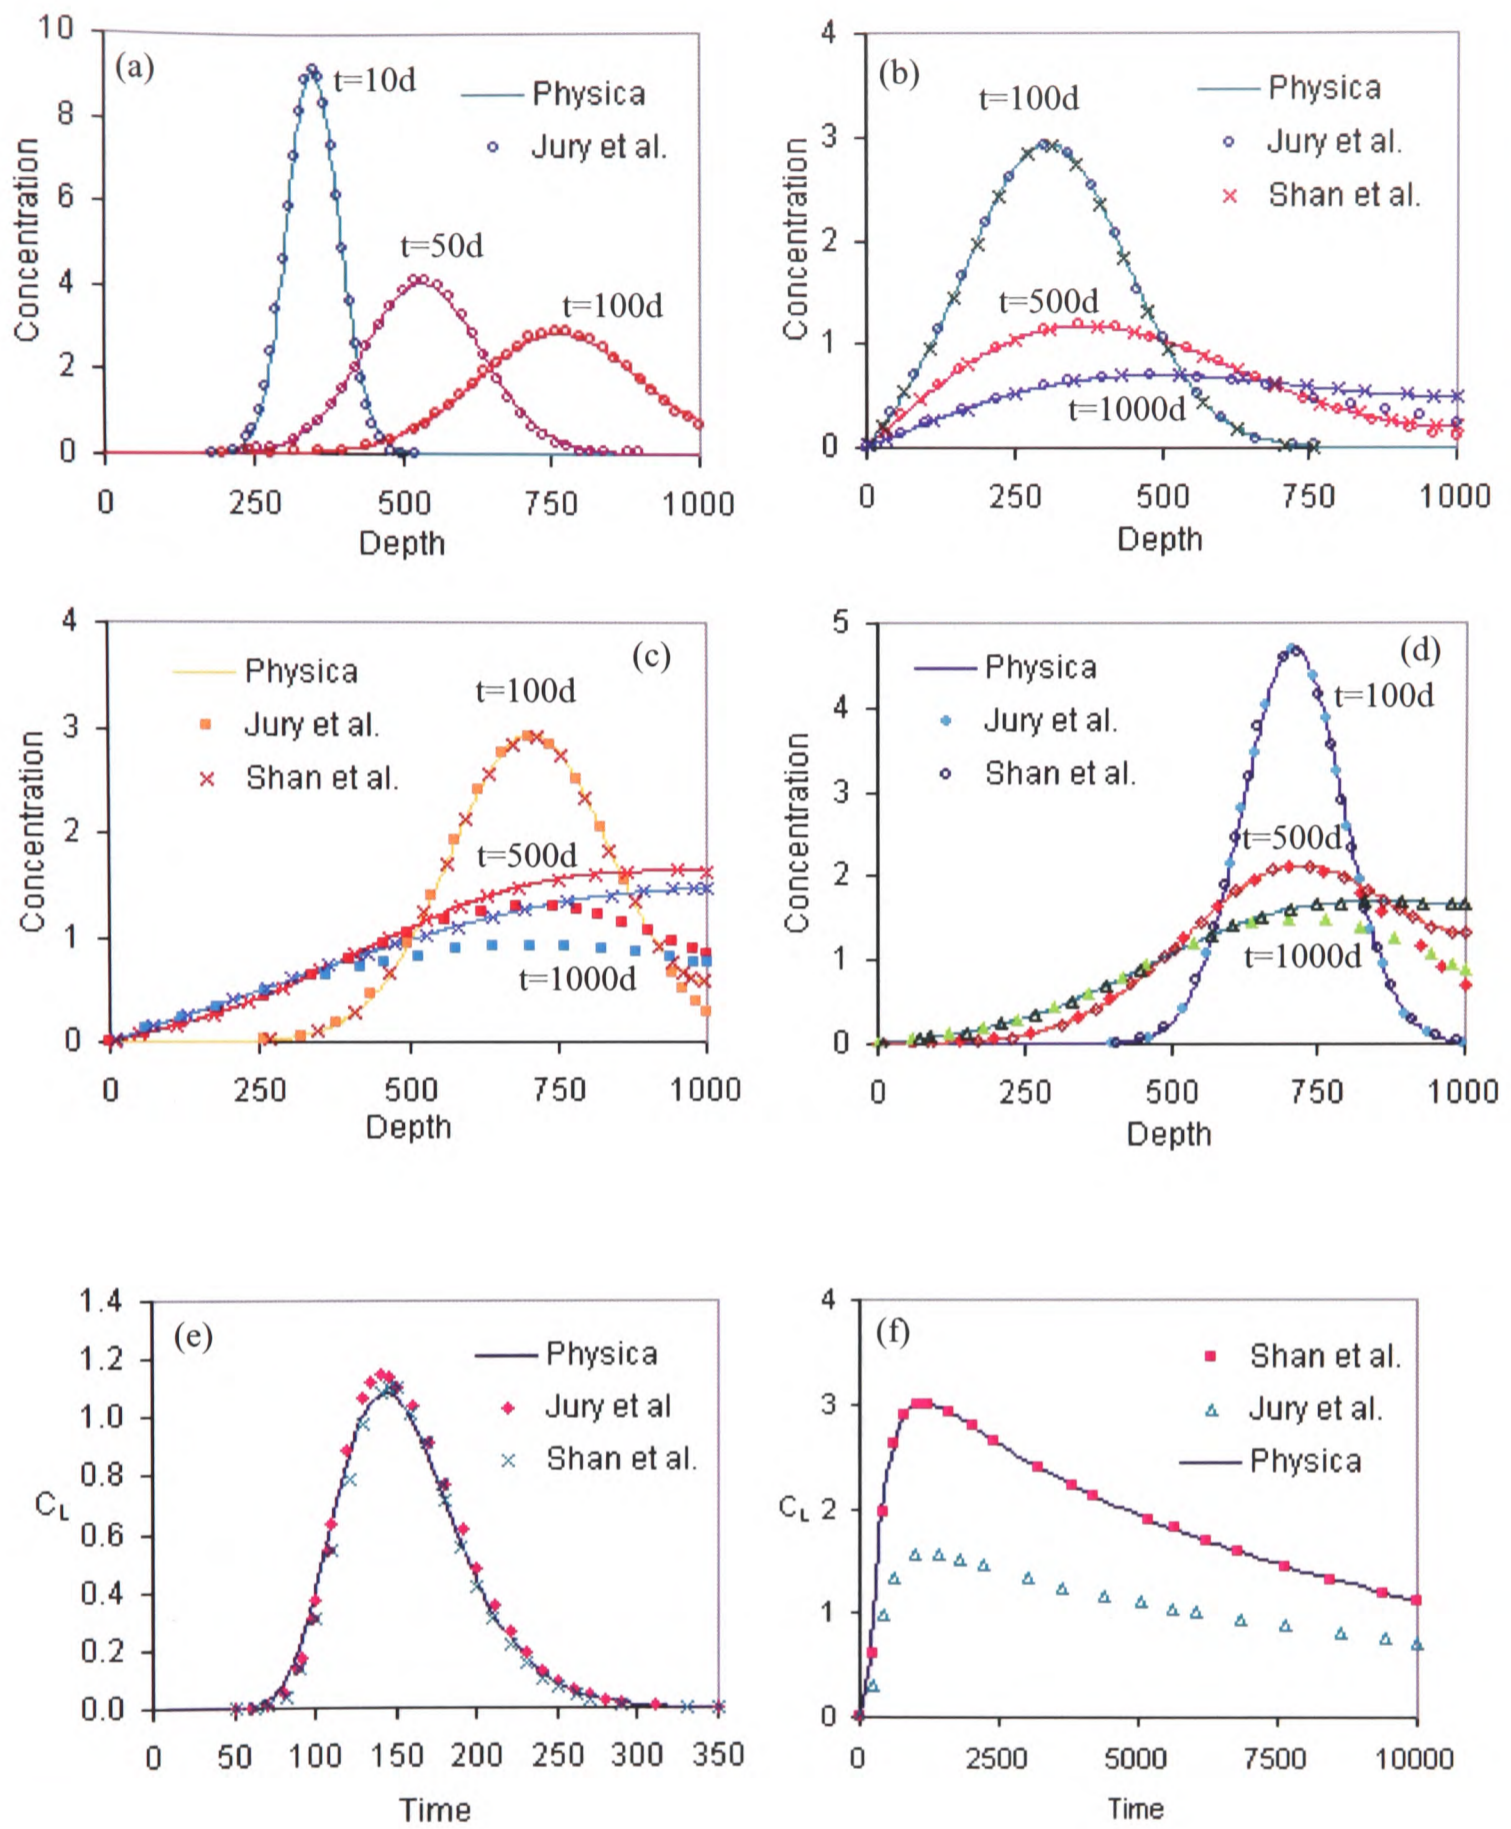 (a)
10
8
6
4
2
0
Concentration
t=10d
t=50d
t=100d
Physica
Jury et al.
0 250 500 750 1000
Depth
(b)
4
3
2
1
0
Concentration
t=100d
t=500d
t=1000d
Physica
Jury et al.
Shan et al.
0 250 500 750 1000
Depth
(c)
4
3
2
1
0
Concentration
Physica
Jury et al.
Shan et al.
t=100d
t=500d
t=1000d
0 250 500 750 1000
Depth
(d)
5
4
3
2
1
0
Concentration
Physica
Jury et al.
Shan et al.
t=100d
t=500d
t=1000d
0 250 500 750 1000
Depth
(e)
1.4
1.2
1.0
0.8
0.6
0.4
0.2
0.0
CL
Physica
Jury et al
Shan et al.
0 50 100 150 200 250 300 350
Time
(f)
4
3
2
1
0
CL
Shan et al.
Jury et al.
Physica
0 2500 5000 7500 10000
Time